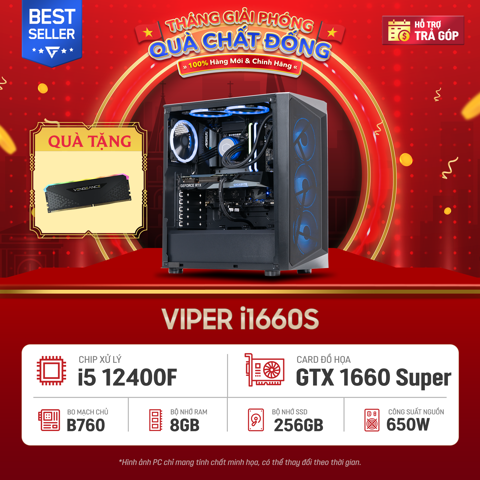 BEST
SELLER
THÁNG GIẢI PHÓNG
QUÀ CHẤT ĐỐNG
100% Hàng Mới & Chính Hãng
HỖ TRỢ
TRẢ GÓP
QUÀ TẶNG
VENGEANCE
GEFORCE RTX
VIPER i1660S
CHIP XỬ LÝ
i5 12400F
CARD ĐỒ HỌA
GTX 1660 Super
BO MẠCH CHỦ
B760
BỘ NHỚ RAM
8GB
BỘ NHỚ SSD
256GB
CÔNG SUẤT NGUỒN
650W
*Hình ảnh PC chỉ mang tính chất minh họa, có thể thay đổi theo thời gian.